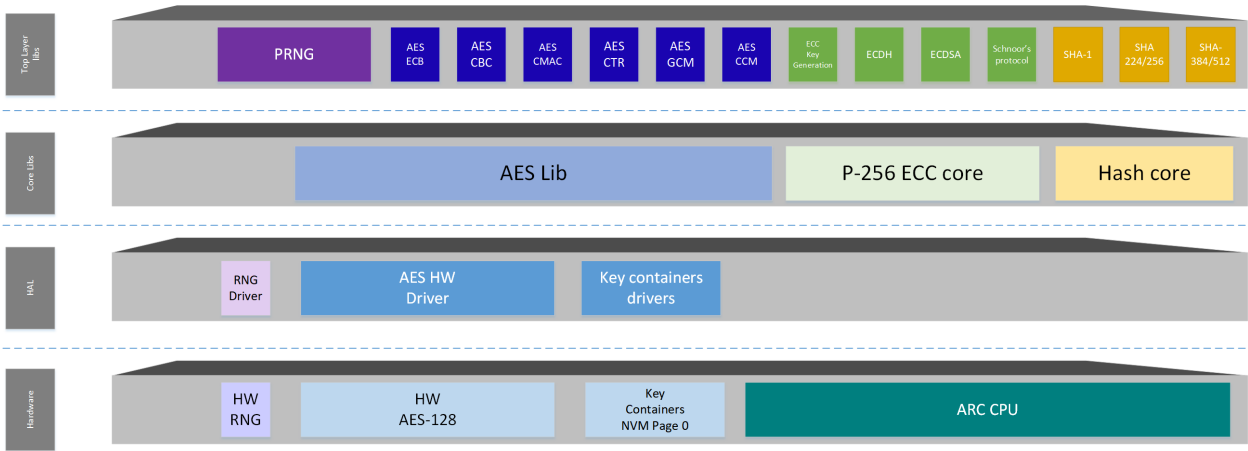 Top Layer
libs
PRNG
AES
ECB
AES
CBC
AES
CMAC
AES
CTR
AES
GCM
AES
CCM
ECC
Key
Generation
ECDH
ECDSA
Schnoor's
protocol
SHA-1
SHA
224/256
SHA-
384/512
Core Libs
AES Lib
P-256 ECC core
Hash core
HAL
RNG
Driver
AES HW
Driver
Key containers
drivers
Hardware
HW
RNG
HW
AES-128
Key
Containers
NVM Page 0
ARC CPU